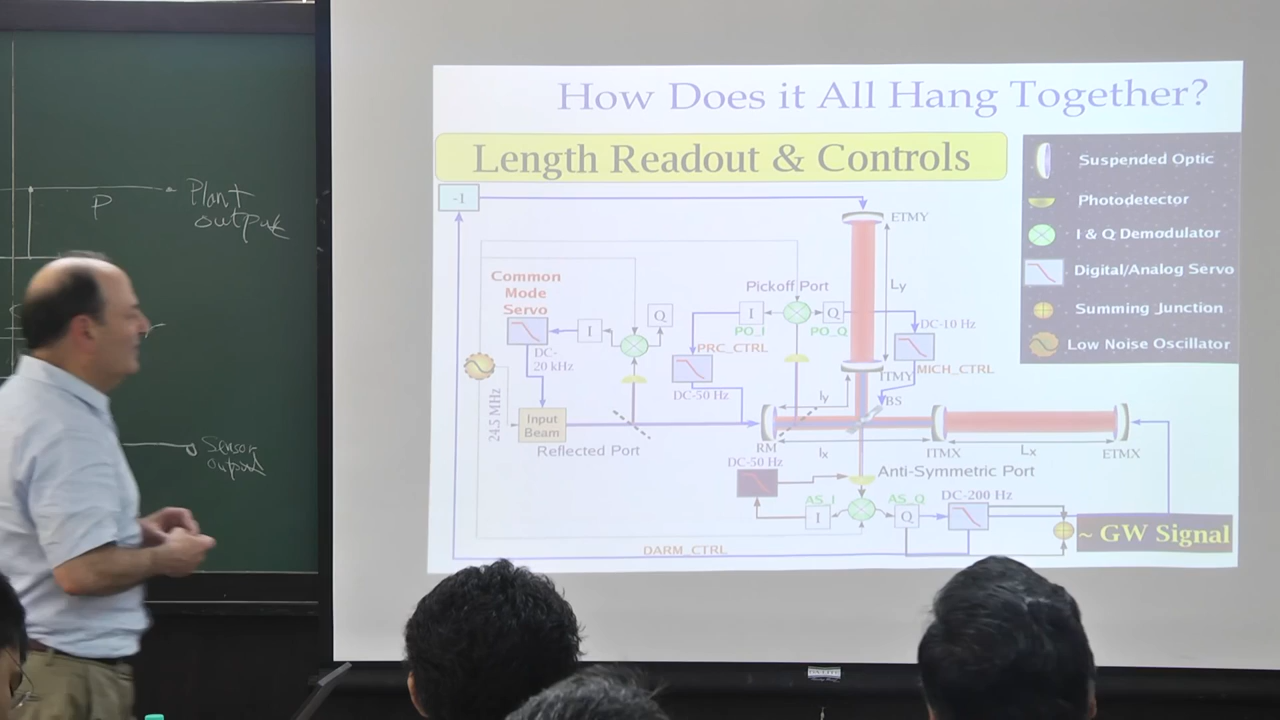 P
Plant
output
Sensor
output
How Does it All Hang Together?
Length Readout & Controls
Suspended Optic
Photodetector
I & Q Demodulator
Digital/Analog Servo
Summing Junction
Low Noise Oscillator
-1
ETMY
Common
Mode
Servo
Pickoff Port
Ly
I
Q
I
Q
PO_I
PO_Q
DC-10 Hz
DC-
20 kHz
PRC_CTRL
MICH_CTRL
ITMY
DC-50 Hz
ly
BS
24.5 MHz
Input
Beam
Reflected Port
RM
lx
ITMX
Lx
ETMX
DC-50 Hz
Anti-Symmetric Port
AS_I
AS_Q
DC-200 Hz
I
Q
~ GW Signal
DARM_CTRL